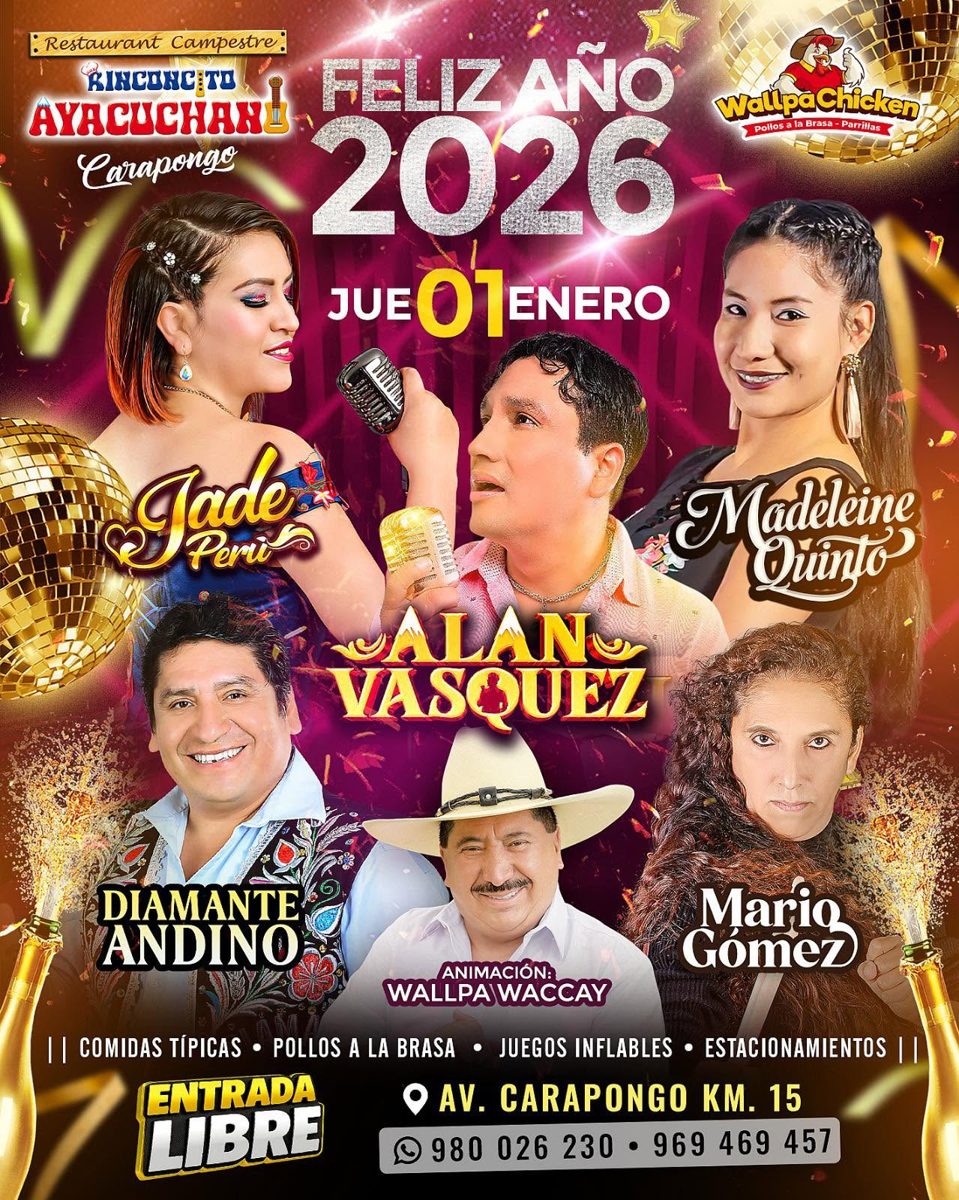 Restaurant Campestre
RINCONCITO
AYACUCHANO
Carapongo
FELIZ AÑO
2026
WallpaChicken
Pollos a la Brasa - Parrillas
JUE 01 ENERO
Jade
Perú
Madeleine
Quinto
ALAN
VASQUEZ
DIAMANTE
ANDINO
Mario
Gómez
ANIMACIÓN:
WALLPA WACCAY
|| COMIDAS TÍPICAS • POLLOS A LA BRASA • JUEGOS INFLABLES • ESTACIONAMIENTOS ||
ENTRADA
LIBRE
AV. CARAPONGO KM. 15
980 026 230 • 969 469 457